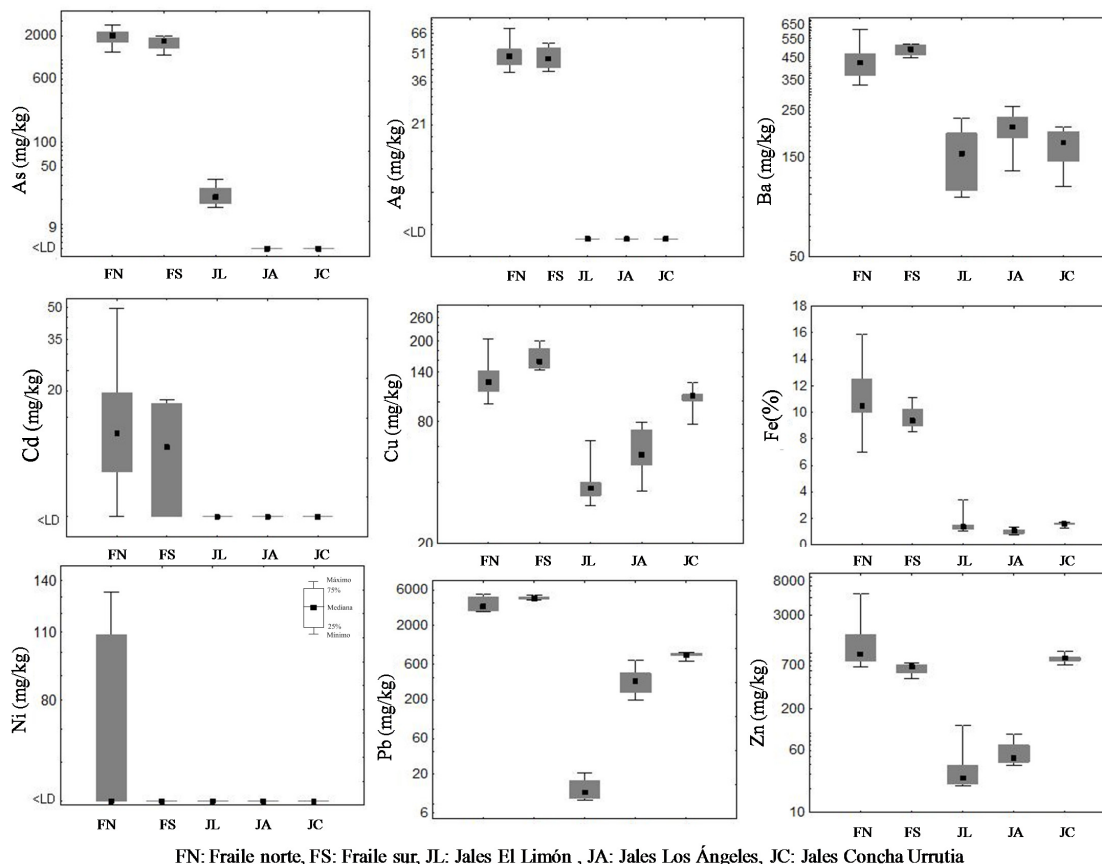 As (mg/kg)
2000
600
100
50
9
<LD
FN FS JL JA JC
Ag (mg/kg)
66
51
36
21
<LD
FN FS JL JA JC
Ba (mg/kg)
650
550
450
350
250
150
50
FN FS JL JA JC
Cd (mg/kg)
50
35
20
<LD
FN FS JL JA JC
Cu (mg/kg)
260
200
140
80
20
FN FS JL JA JC
Fe(%)
18
16
14
12
10
8
6
4
2
0
FN FS JL JA JC
Ni (mg/kg)
140
110
80
<LD
Máximo
75%
Mediana
25%
Mínimo
FN FS JL JA JC
Pb (mg/kg)
6000
2000
600
200
60
20
6
FN FS JL JA JC
Zn (mg/kg)
8000
3000
700
200
60
10
FN FS JL JA JC
FN: Fraile norte, FS: Fraile sur, JL: Jales El Limón , JA: Jales Los Ángeles, JC: Jales Concha Urrutia